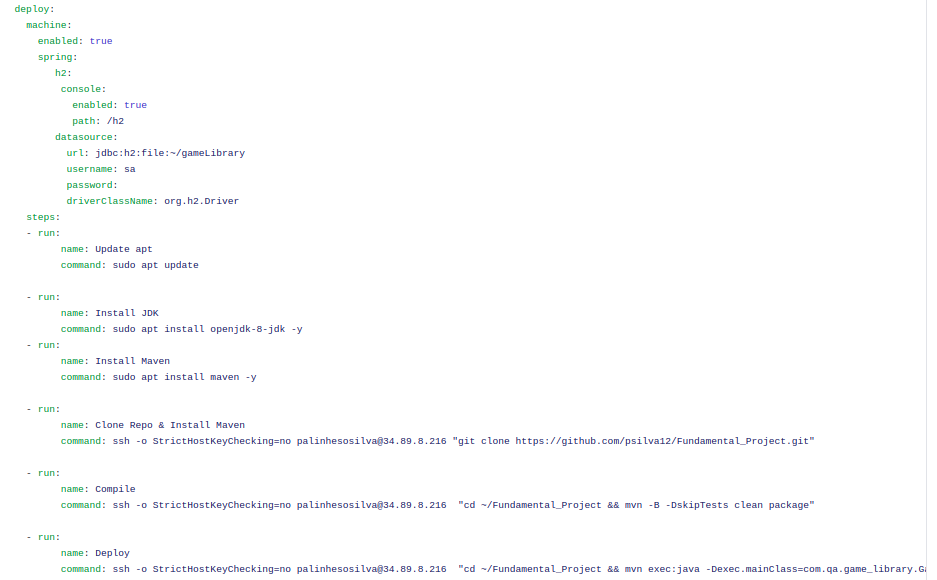 deploy:
machine:
enabled: true
spring:
h2:
console:
enabled: true
path: /h2
datasource:
url: jdbc:h2:file:~/gameLibrary
username: sa
password:
driverClassName: org.h2.Driver
steps:
- run:
name: Update apt
command: sudo apt update
- run:
name: Install JDK
command: sudo apt install openjdk-8-jdk -y
- run:
name: Install Maven
command: sudo apt install maven -y
- run:
name: Clone Repo & Install Maven
command: ssh -o StrictHostKeyChecking=no palinhesosilva@34.89.8.216 "git clone https://github.com/psilva12/Fundamental_Project.git"
- run:
name: Compile
command: ssh -o StrictHostKeyChecking=no palinhesosilva@34.89.8.216  "cd ~/Fundamental_Project && mvn -B -DskipTests clean package"
- run:
name: Deploy
command: ssh -o StrictHostKeyChecking=no palinhesosilva@34.89.8.216  "cd ~/Fundamental_Project && mvn exec:java -Dexec.mainClass=com.qa.game_library.Ga